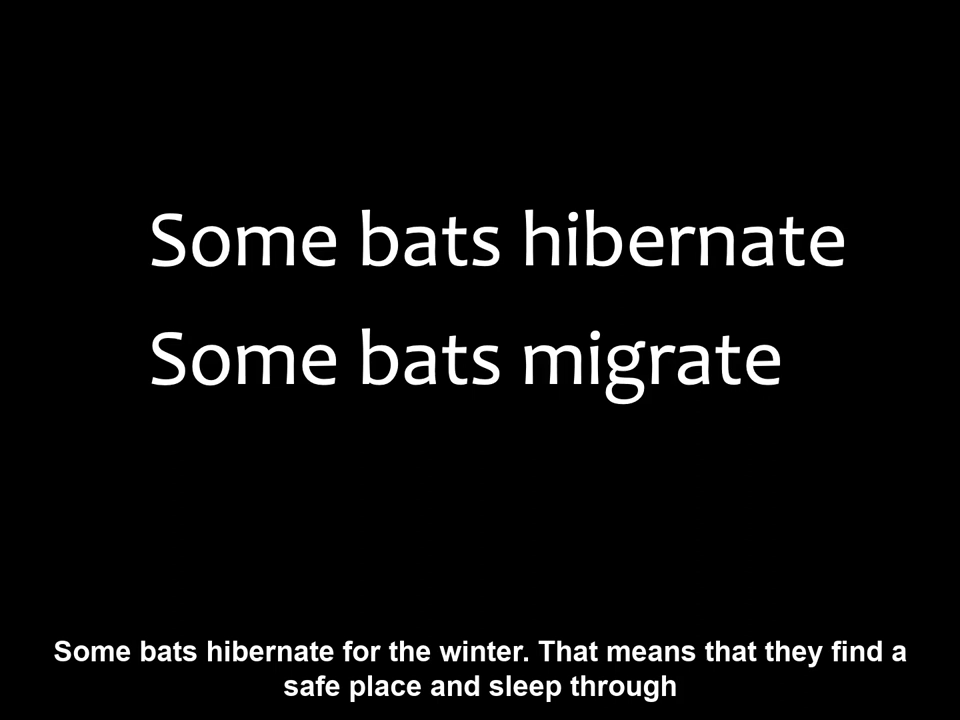 Some bats hibernate
Some bats migrate
Some bats hibernate for the winter. That means that they find a
safe place and sleep through